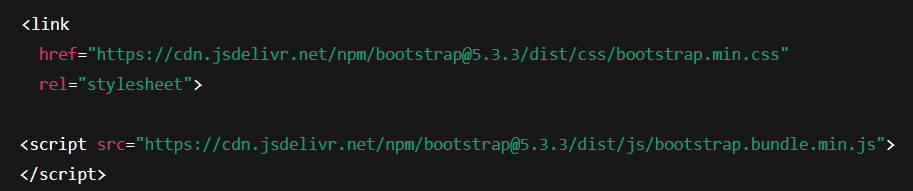 <link
href="https://cdn.jsdelivr.net/npm/bootstrap@5.3.3/dist/css/bootstrap.min.css"
rel="stylesheet">
<script src="https://cdn.jsdelivr.net/npm/bootstrap@5.3.3/dist/js/bootstrap.bundle.min.js">
</script>